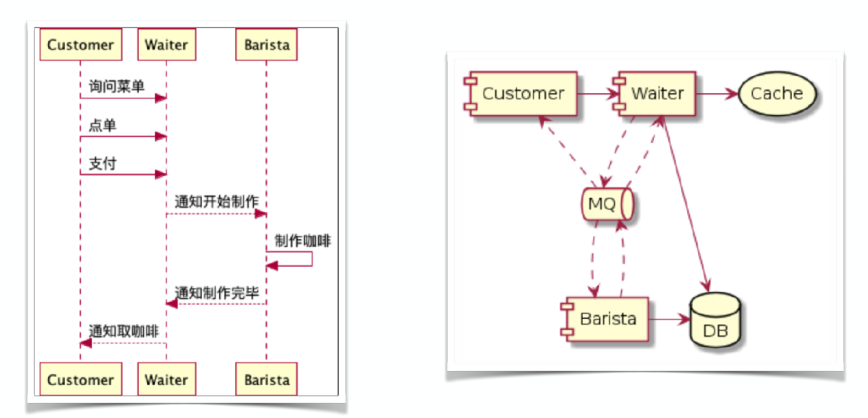 Customer
Waiter
Barista
询问菜单
点单
支付
通知开始制作
制作咖啡
通知制作完毕
通知取咖啡
Customer
Waiter
Barista
Customer
Waiter
Cache
MQ
Barista
DB